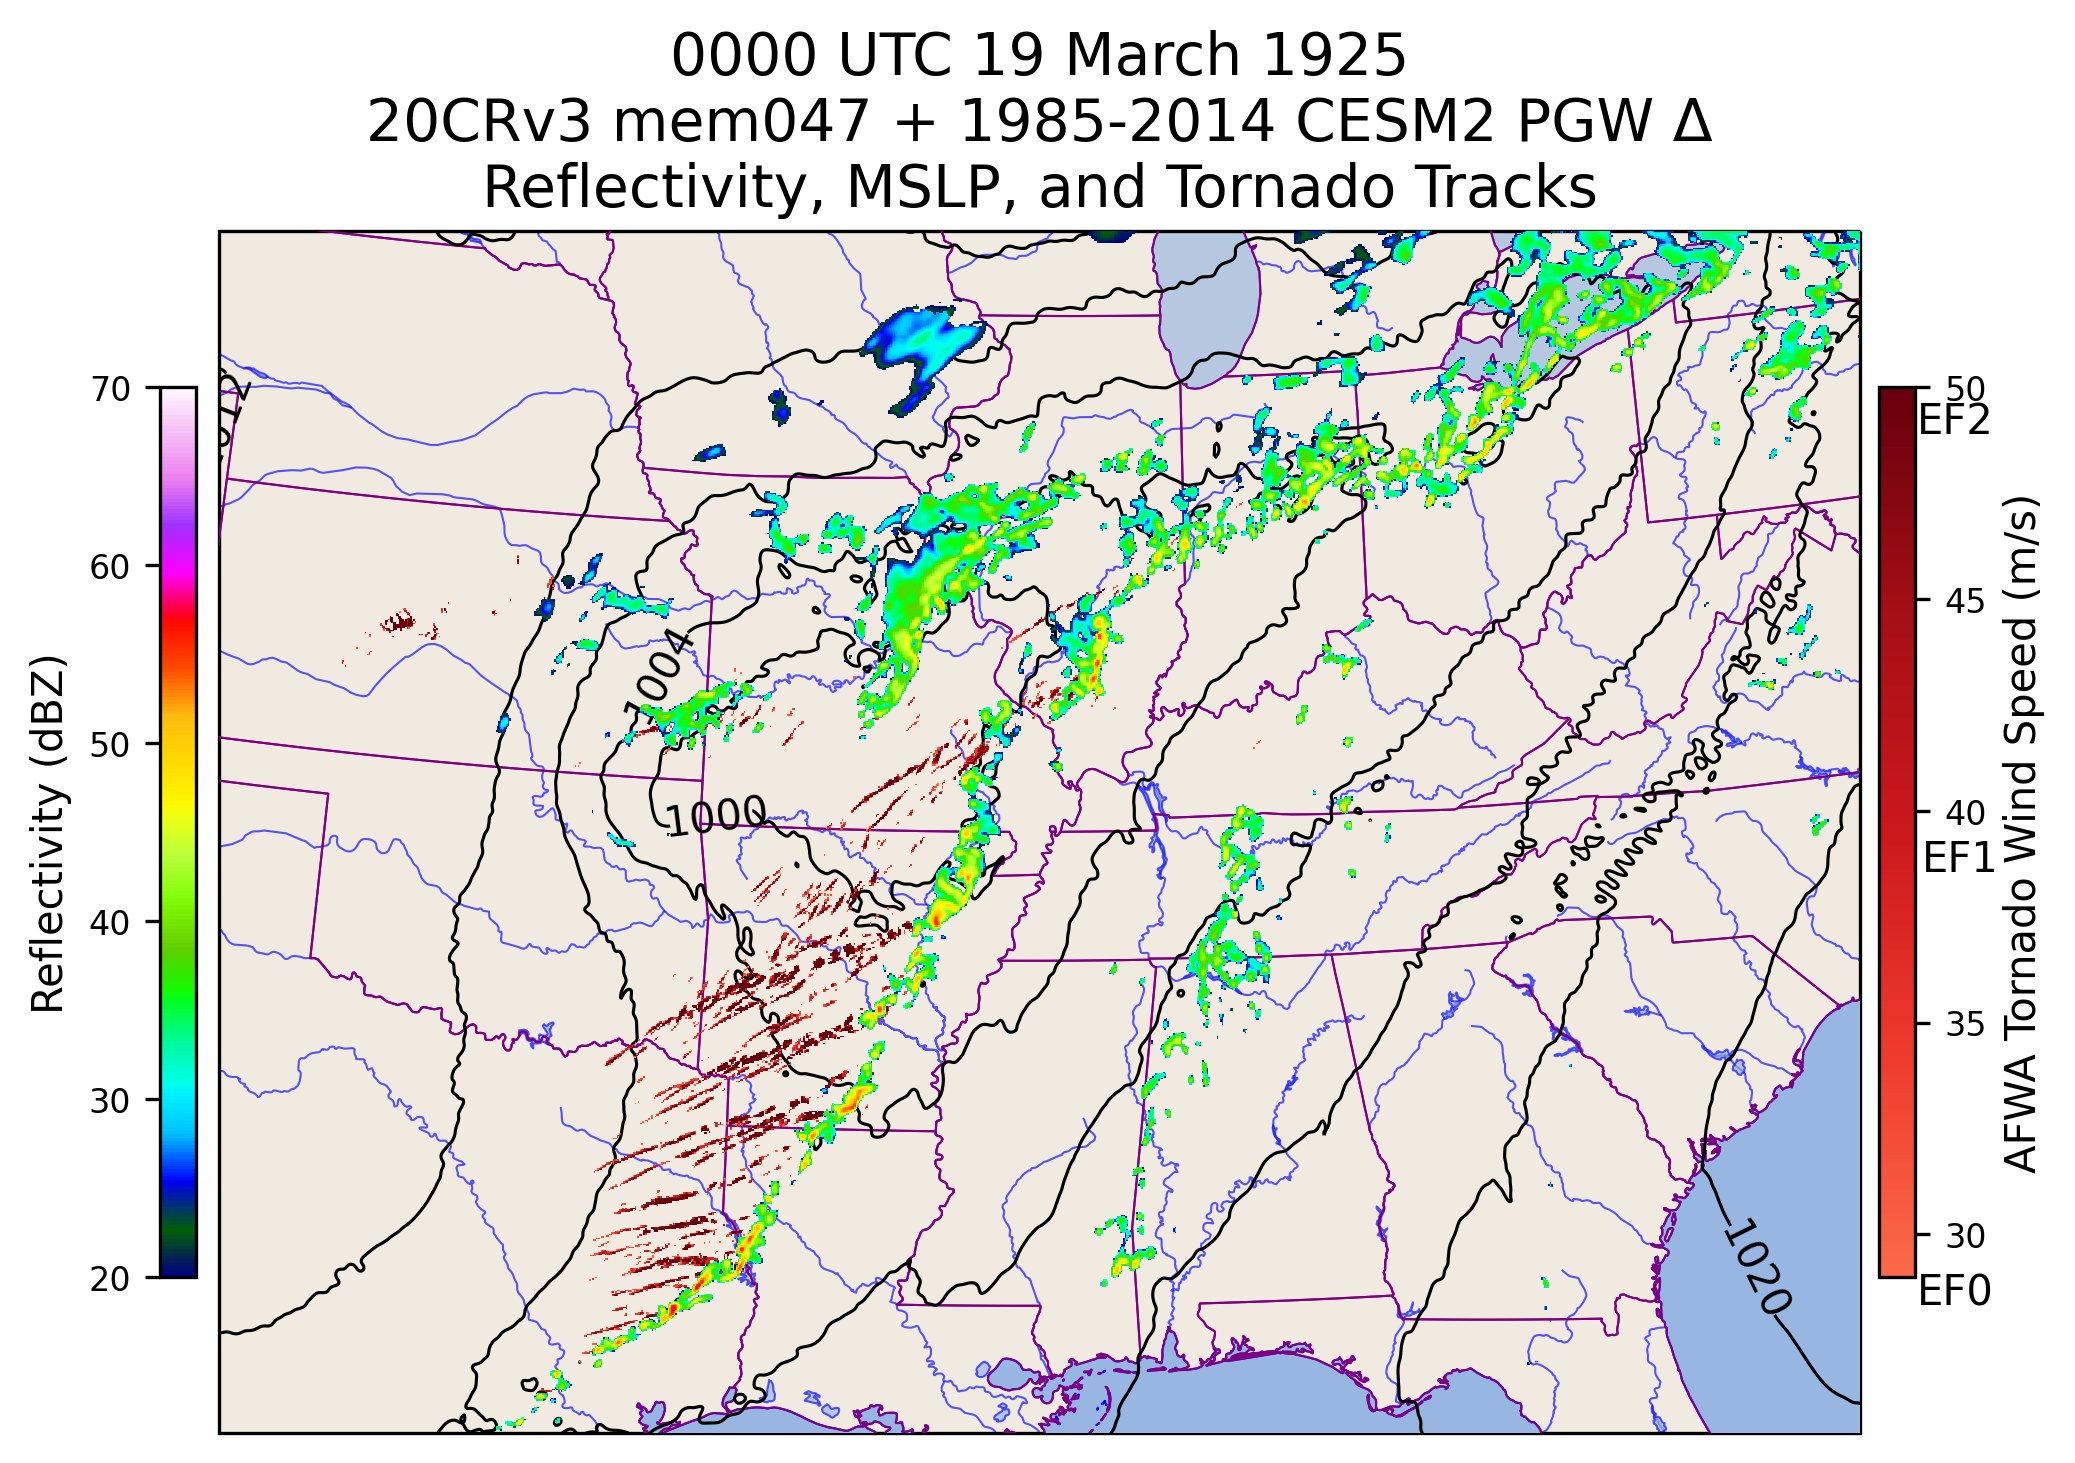 0000 UTC 19 March 1925
20CRv3 mem047 + 1985-2014 CESM2 PGW Δ
Reflectivity, MSLP, and Tornado Tracks
Reflectivity (dBZ)
70
60
50
40
30
20
1012
1004
1000
1020
50
EF2
45
40
EF1
35
30
EF0
AFWA Tornado Wind Speed (m/s)